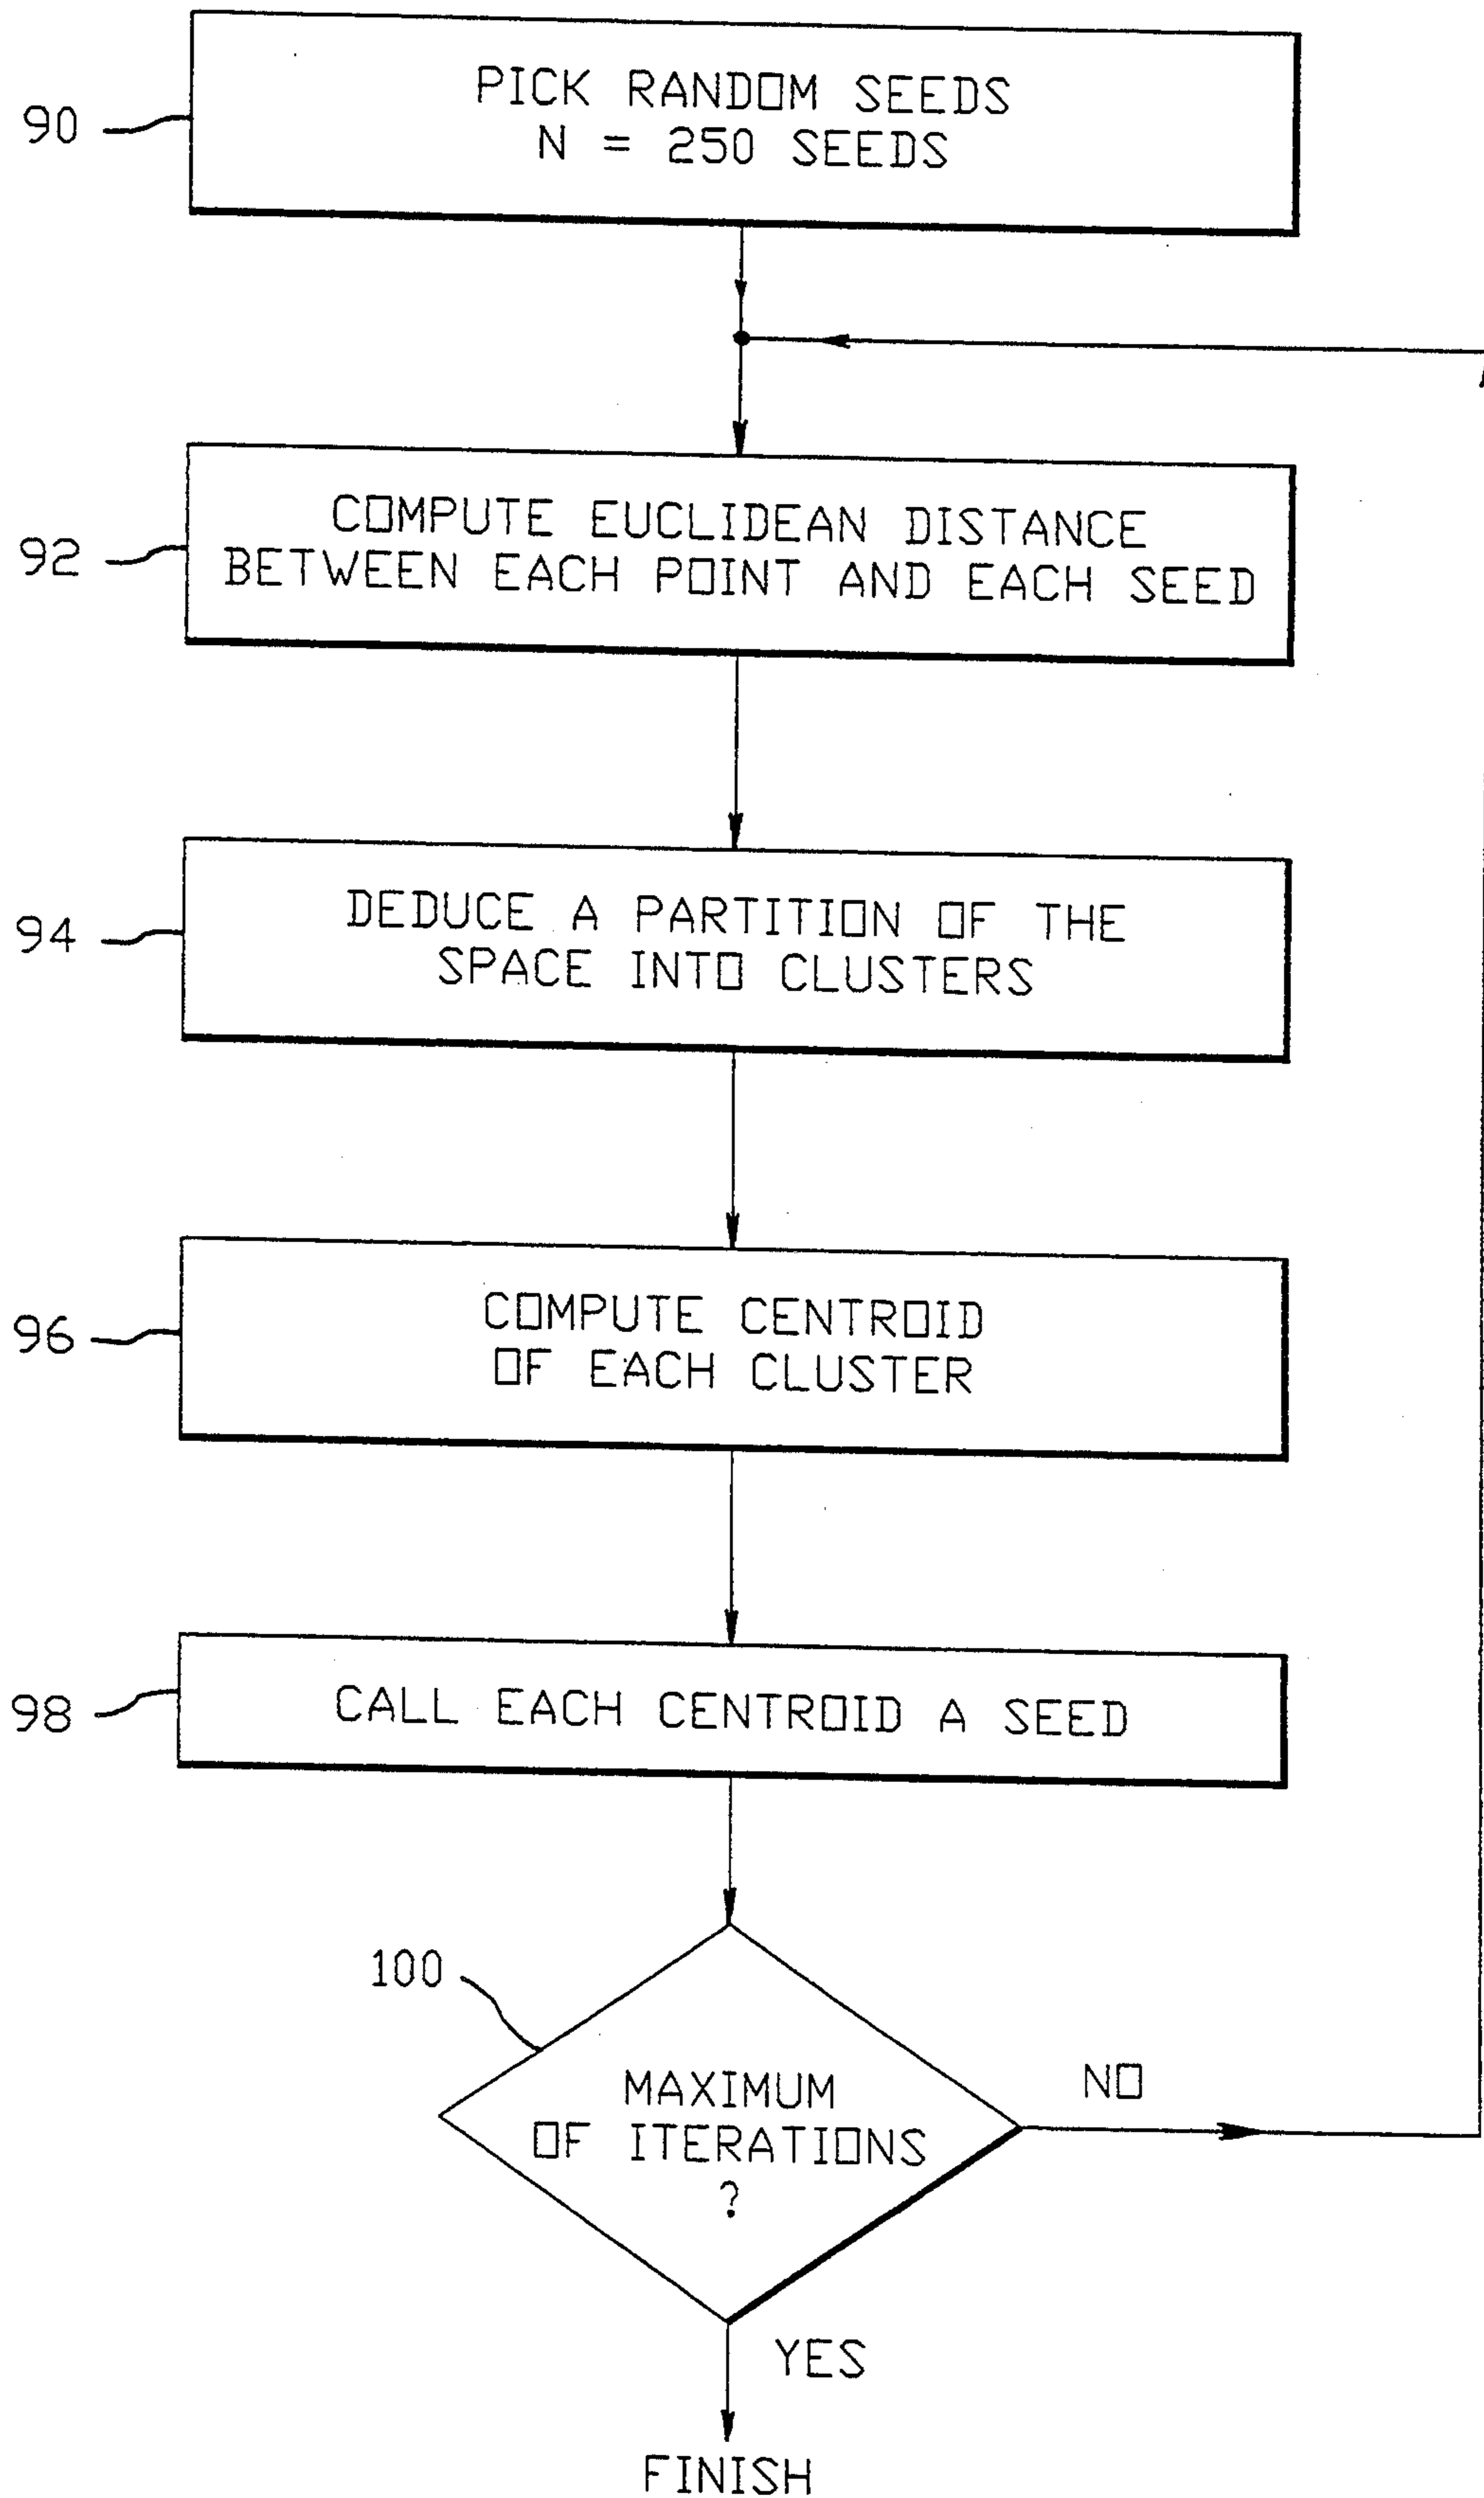 90
PICK RANDOM SEEDS
N = 250 SEEDS
92
COMPUTE EUCLIDEAN DISTANCE
BETWEEN EACH POINT AND EACH SEED
94
DEDUCE A PARTITION OF THE
SPACE INTO CLUSTERS
96
COMPUTE CENTROID
OF EACH CLUSTER
98
CALL EACH CENTROID A SEED
100
MAXIMUM
OF ITERATIONS
?
NO
YES
FINISH